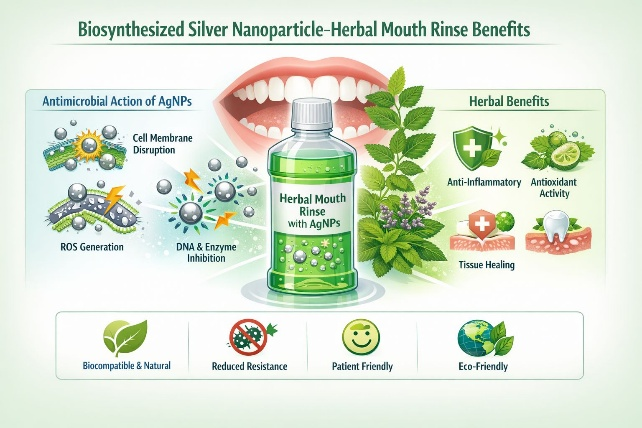 Biosynthesized Silver Nanoparticle-Herbal Mouth Rinse Benefits
Antimicrobial Action of AgNPs
Cell Membrane
Disruption
ROS Generation
DNA & Enzyme
Inhibition
Herbal Mouth
Rinse
with AgNPs
Herbal Benefits
Anti-Inflammatory
Antioxidant
Activity
Tissue Healing
Biocompatible & Natural
Reduced Resistance
Patient Friendly
Eco-Friendly